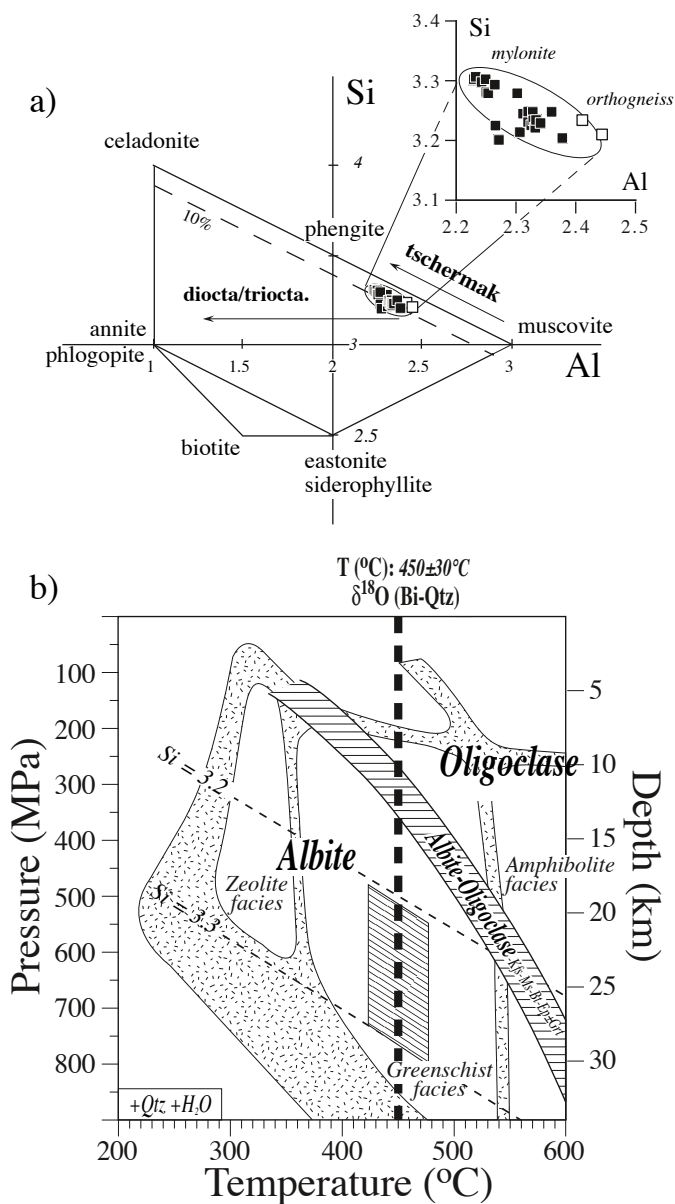 a)
Si
celadonite
4
10%
phengite
tschermak
diocta/triocta.
annite
phlogopite
muscovite
3
1
1.5
2
2.5
3
Al
biotite
2.5
eastonite
siderophyllite
3.4
Si
mylonite
3.3
orthogneiss
3.2
Al
3.1
2.2
2.3
2.4
2.5
b)
T (ºC): 450±30°C
δ¹⁸O (Bi-Qtz)
Pressure (MPa)
100
200
300
400
500
600
700
800
Depth (km)
5
10
15
20
25
30
Si = 3.2
Oligoclase
Albite
Albite-Oligoclase
-Kfs-Ms-Bt-Ep±Grt
Zeolite
facies
Amphibolite
facies
Si = 3.3
Greenschist
facies
+Qtz +H₂O
200
300
400
500
600
Temperature (ºC)